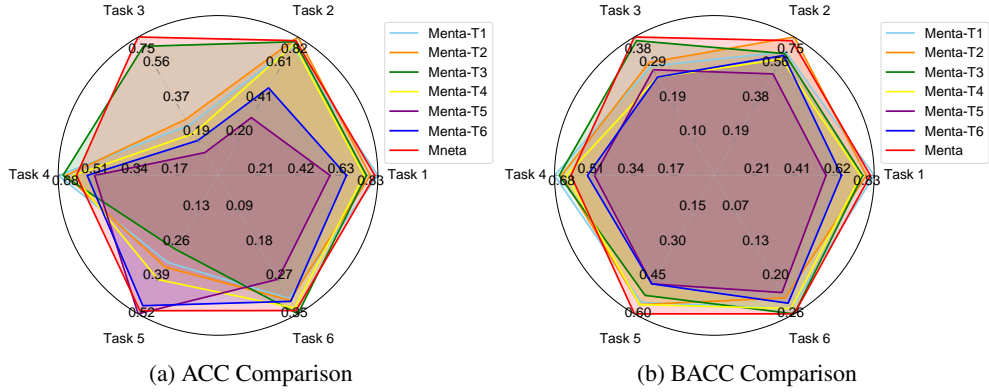 Task 3
Task 2
0.75
0.82
0.56
0.61
0.37
0.41
0.19
0.20
Task 4
0.68
0.51
0.34
0.17
0.21
0.42
0.63
0.83
Task 1
0.13
0.09
0.26
0.18
0.39
0.27
0.52
0.35
Task 5
Task 6
Menta-T1
Menta-T2
Menta-T3
Menta-T4
Menta-T5
Menta-T6
Mneta
(a) ACC Comparison
Task 3
Task 2
0.38
0.75
0.29
0.56
0.19
0.38
0.10
0.19
Task 4
0.68
0.51
0.34
0.17
0.21
0.41
0.62
0.83
Task 1
0.15
0.07
0.30
0.13
0.45
0.20
0.60
0.26
Task 5
Task 6
Menta-T1
Menta-T2
Menta-T3
Menta-T4
Menta-T5
Menta-T6
Menta
(b) BACC Comparison